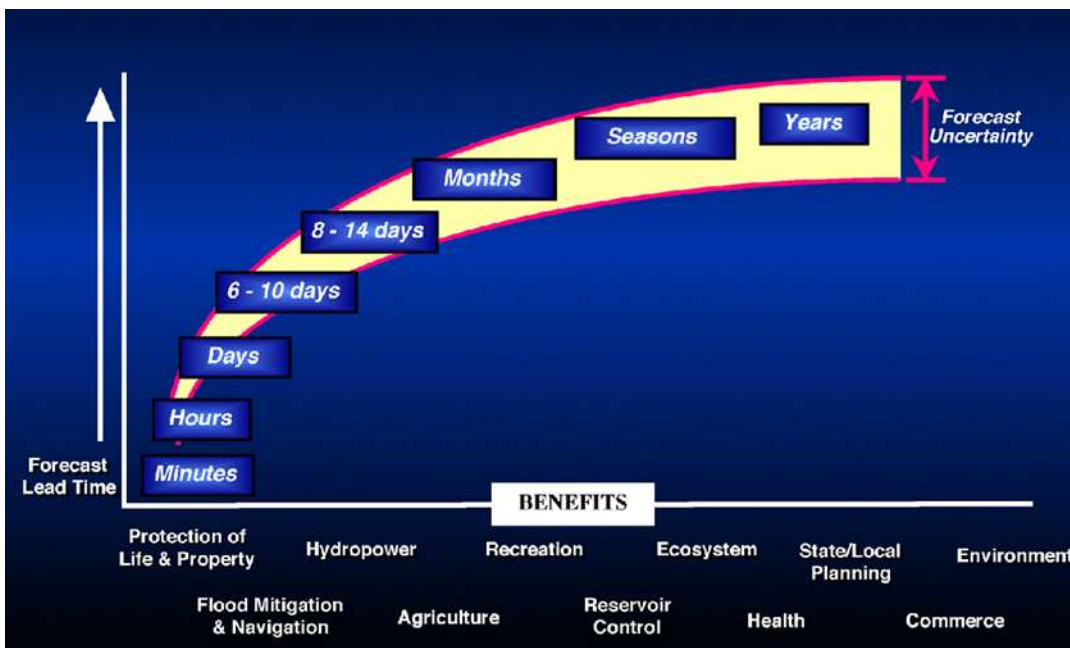 Forecast
Uncertainty
Years
Seasons
Months
8 - 14 days
6 - 10 days
Days
Hours
Minutes
Forecast
Lead Time
BENEFITS
Protection of
Life & Property
Hydropower
Recreation
Ecosystem
State/Local
Planning
Environment
Flood Mitigation
& Navigation
Agriculture
Reservoir
Control
Health
Commerce